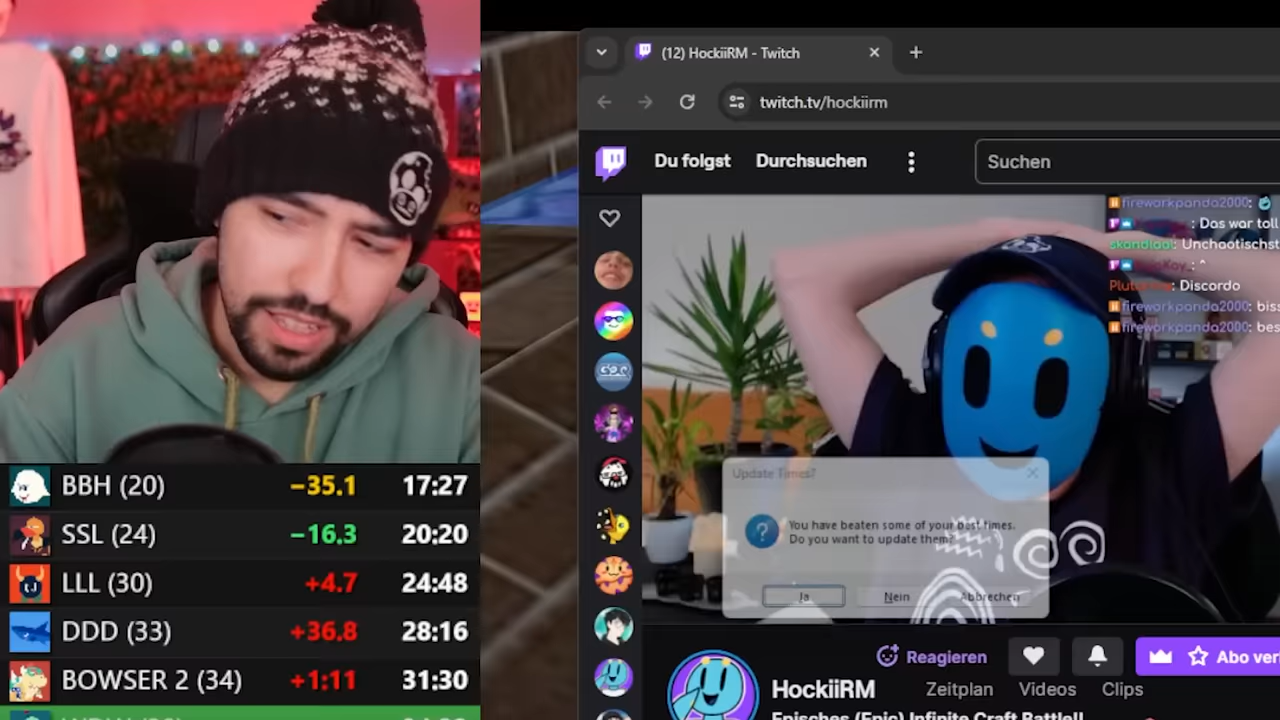 (12) HockiiRM - Twitch
twitch.tv/hockiirm
Du folgst
Durchsuchen
Suchen
fireworkpanda2000:
: Das war toll
skandlaal: Unchaotischst
: ^
: Discordo
fireworkpanda2000: biss
fireworkpanda2000: bes
Update Times?
You have beaten some of your best times.
Do you want to update them?
Ja
Nein
Abbrechen
BBH (20) −35.1 17:27
SSL (24) −16.3 20:20
LLL (30) +4.7 24:48
DDD (33) +36.8 28:16
BOWSER 2 (34) +1:11 31:30
Reagieren
Abo ver
HockiiRM
Zeitplan
Videos
Clips
Episches (Epic) Infinite Craft Battle!!